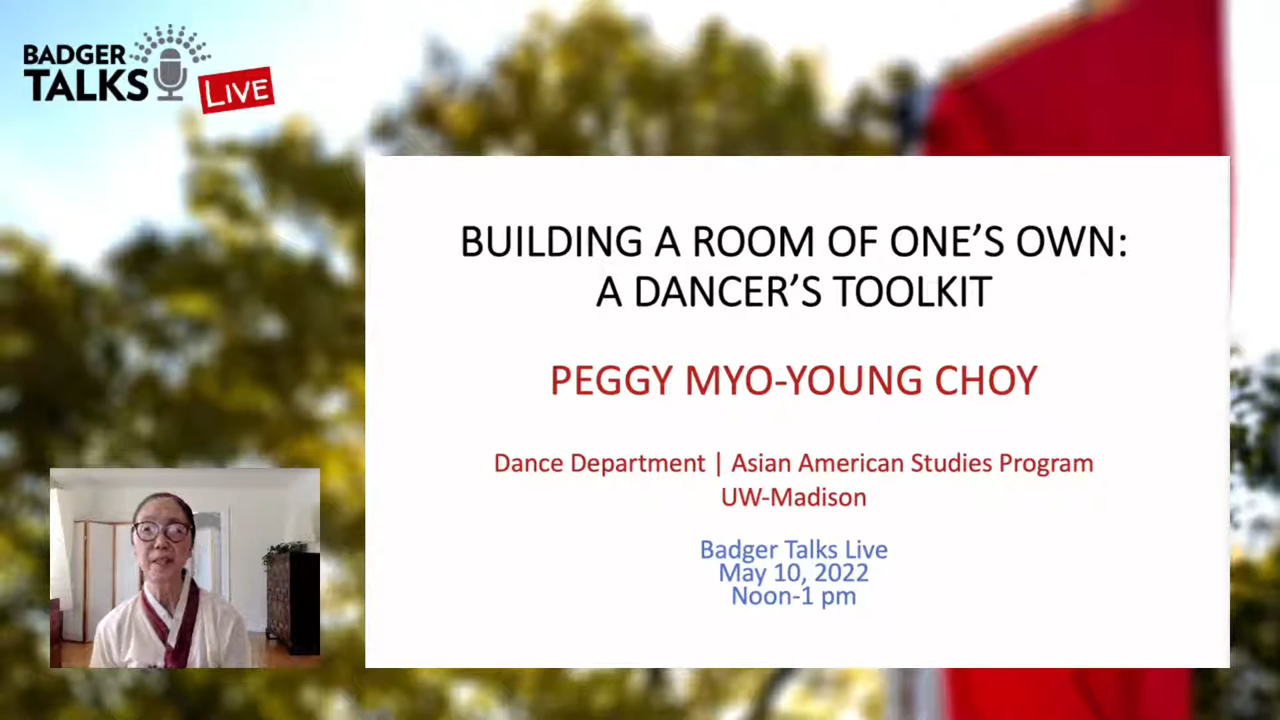 BADGER
TALKS
LIVE
BUILDING A ROOM OF ONE’S OWN:
A DANCER’S TOOLKIT
PEGGY MYO-YOUNG CHOY
Dance Department | Asian American Studies Program
UW-Madison
Badger Talks Live
May 10, 2022
Noon-1 pm